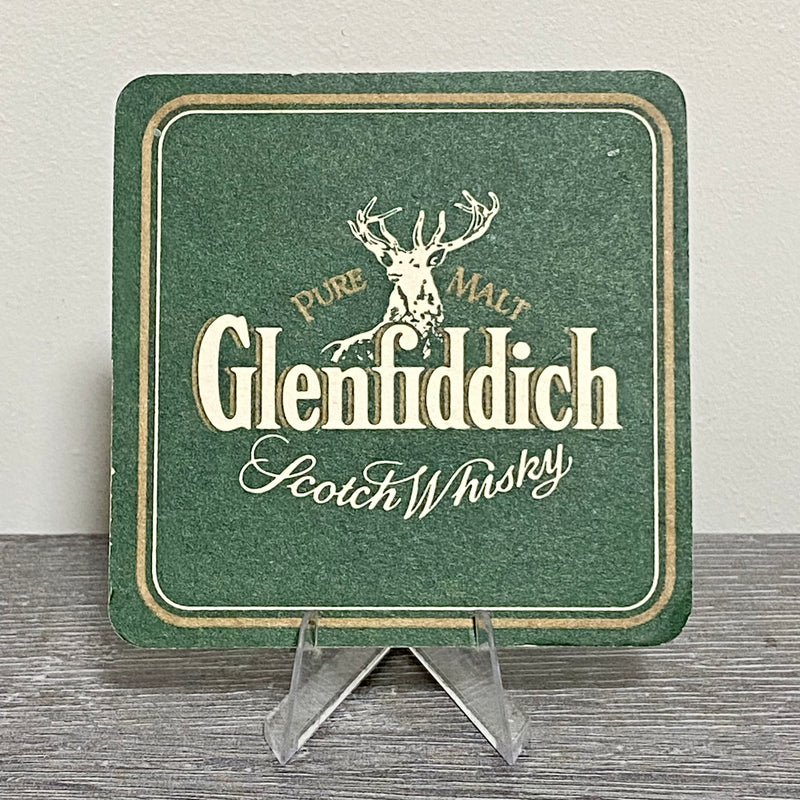 PURE MALT
Glenfiddich
Scotch Whisky